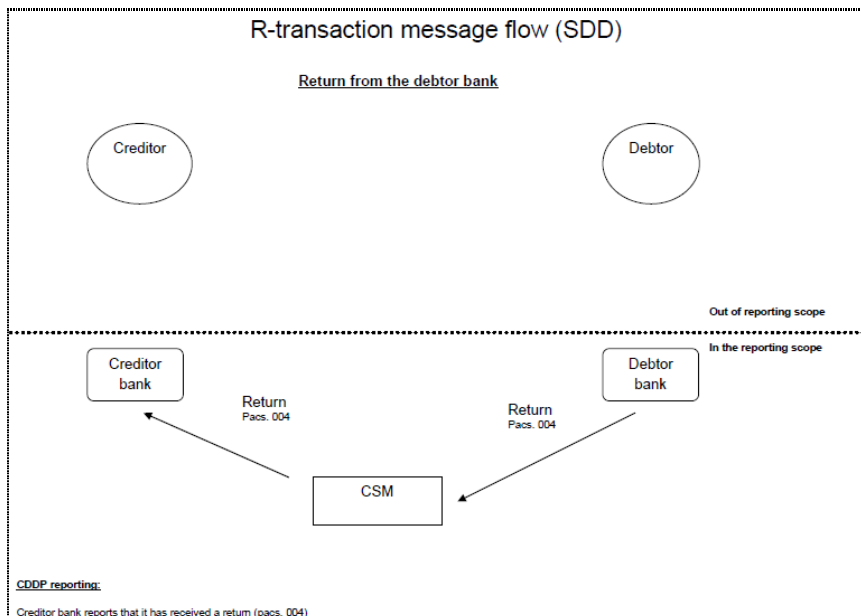 R-transaction message flow (SDD)
Return from the debtor bank
Creditor
Debtor
Out of reporting scope
In the reporting scope
Creditor
bank
Debtor
bank
Return
Pacs. 004
Return
Pacs. 004
CSM
CDDP reporting:
Creditor bank reports that it has received a return (pacs. 004)